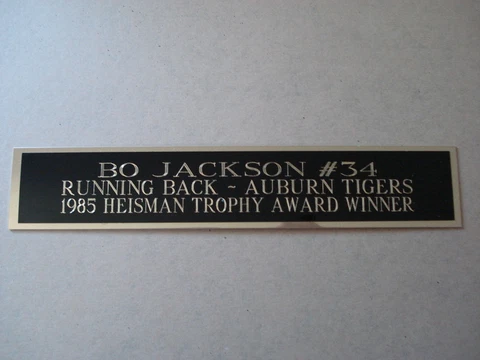 BO JACKSON #34
RUNNING BACK ~ AUBURN TIGERS
1985 HEISMAN TROPHY AWARD WINNER